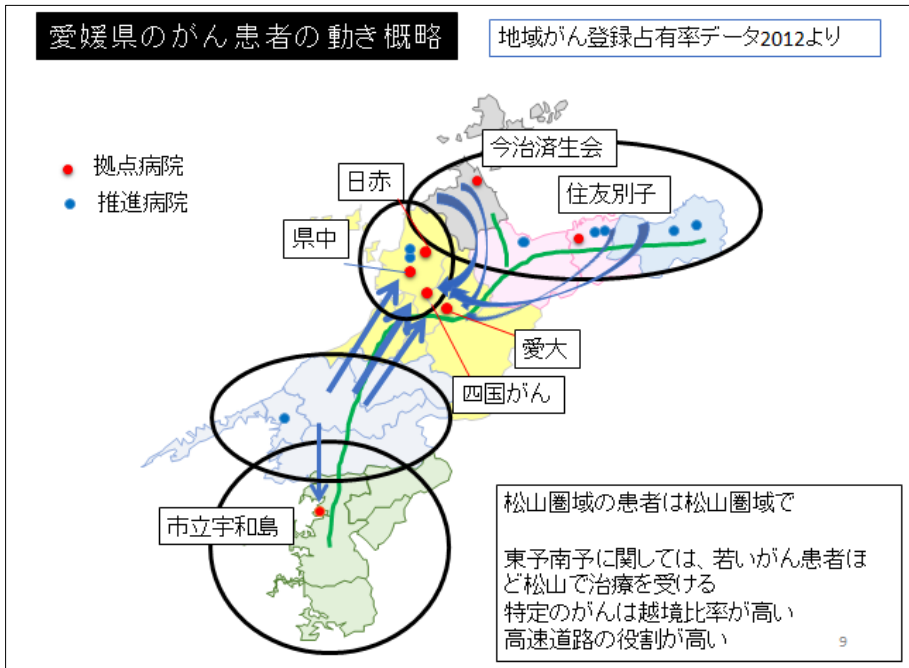 愛媛県のがん患者の動き概略
地域がん登録占有率データ2012より
拠点病院
推進病院
今治済生会
日赤
住友別子
県中
愛大
四国がん
市立宇和島
松山圏域の患者は松山圏域で
東予南予に関しては、若いがん患者ほ
ど松山で治療を受ける
特定のがんは越境比率が高い
高速道路の役割が高い
9